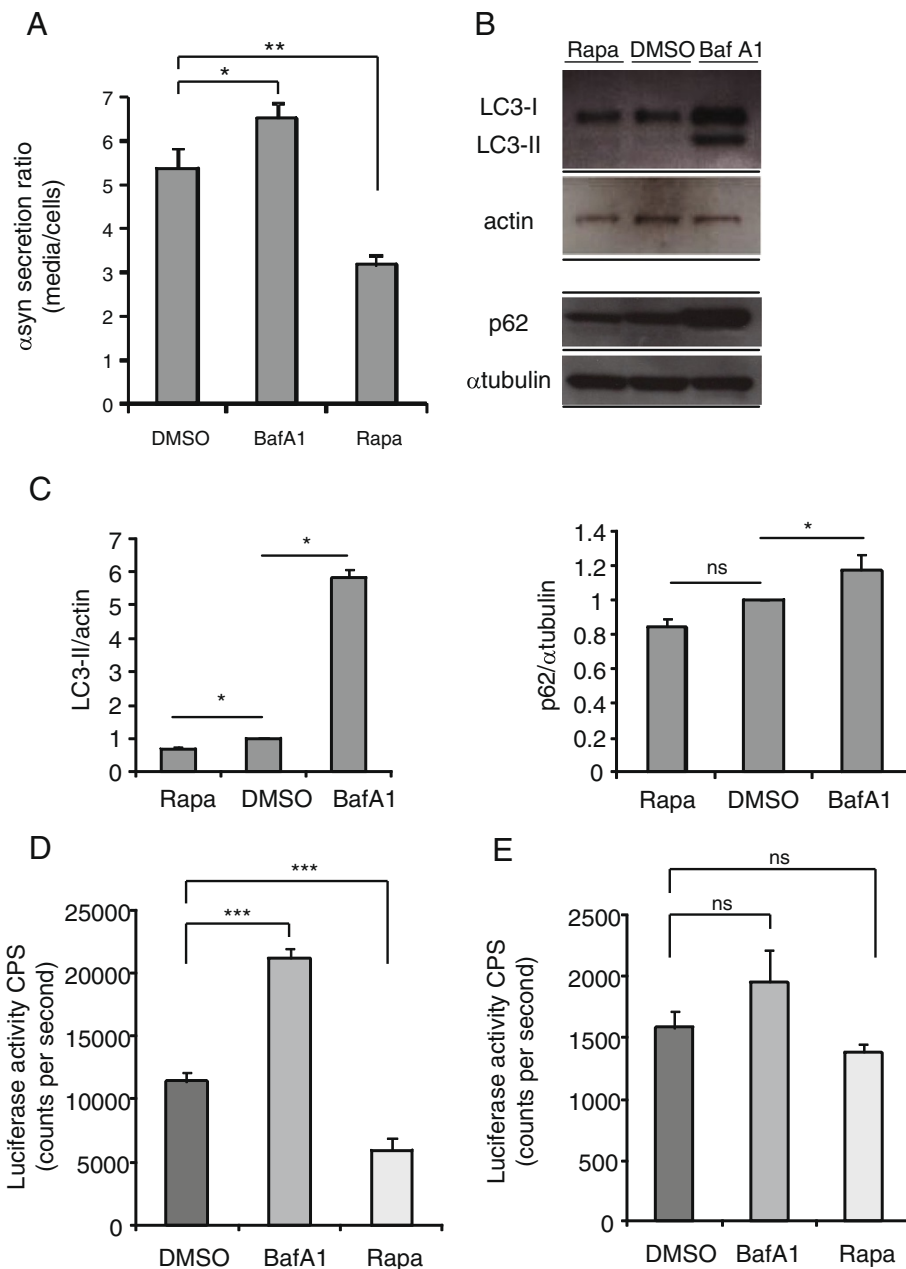 A
**
*
αsyn secretion ratio
(media/cells)
7
6
5
4
3
2
1
0
DMSO BafA1 Rapa
B
Rapa DMSO Baf A1
LC3-I
LC3-II
actin
p62
αtubulin
C
LC3-II/actin
7
6
5
4
3
2
1
0
*
*
Rapa DMSO BafA1
p62/αtubulin
1.4
1.2
1
0.8
0.6
0.4
0.2
0
ns
*
Rapa DMSO BafA1
D
***
***
Luciferase activity CPS
(counts per second)
25000
20000
15000
10000
5000
0
DMSO BafA1 Rapa
E
ns
ns
Luciferase activity CPS
(counts per second)
2500
2000
1500
1000
500
0
DMSO BafA1 Rapa